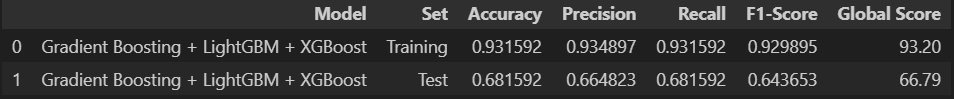 Model Set Accuracy Precision Recall F1-Score Global Score
0 Gradient Boosting + LightGBM + XGBoost Training 0.931592 0.934897 0.931592 0.929895 93.20
1 Gradient Boosting + LightGBM + XGBoost Test 0.681592 0.664823 0.681592 0.643653 66.79